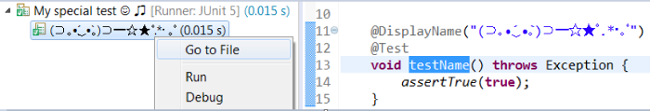 My special test ☺ ♫ [Runner: JUnit 5] (0.015 s)
(⊃｡•́‿•̀｡)⊃━☆ﾟ.*･｡ﾟ (0.015 s)
Go to File
Run
Debug
10
11 @DisplayName("(⊃｡•́‿•̀｡)⊃━☆ﾟ.*･｡ﾟ")
12 @Test
13 void testName() throws Exception {
14 assertTrue(true);
15 }